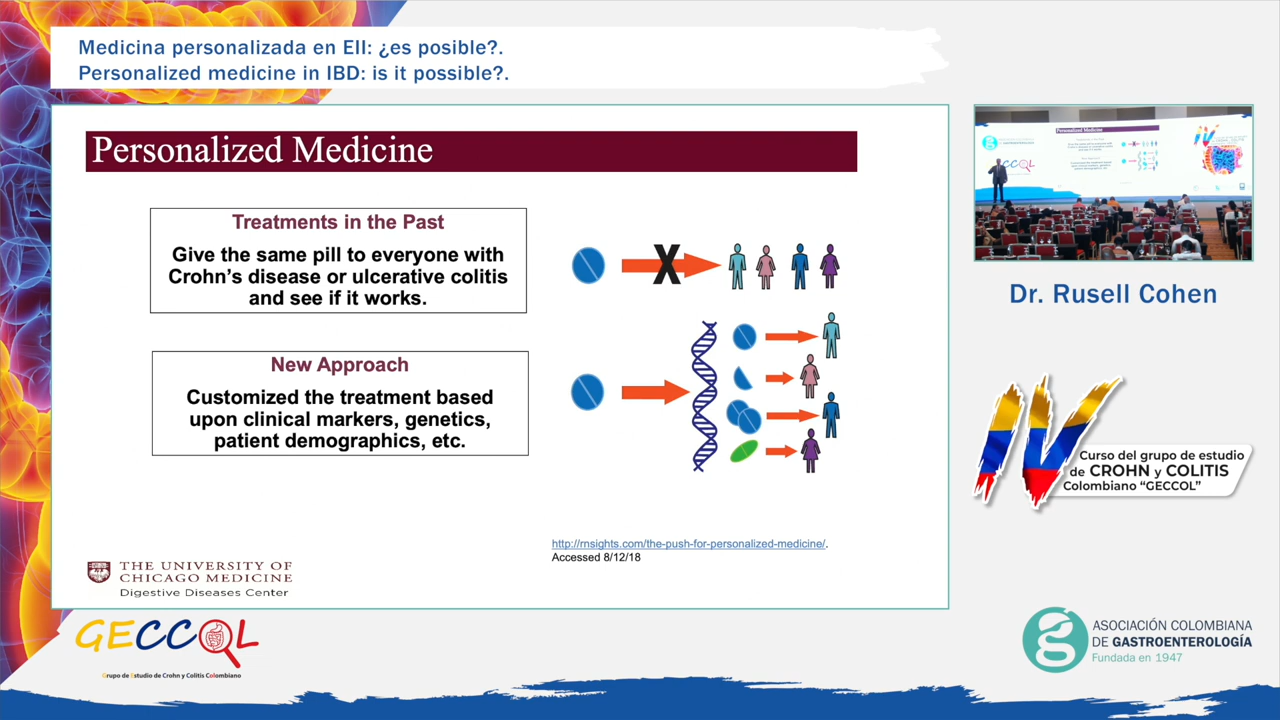 Medicina personalizada en EII: ¿es posible?.
Personalized medicine in IBD: is it possible?.
Personalized Medicine
Treatments in the Past
Give the same pill to everyone with
Crohn's disease or ulcerative colitis
and see if it works.
X
New Approach
Customized the treatment based
upon clinical markers, genetics,
patient demographics, etc.
http://rnsights.com/the-push-for-personalized-medicine/.
Accessed 8/12/18
THE UNIVERSITY OF
CHICAGO MEDICINE
Digestive Diseases Center
Personalized Medicine
GECCOL
Dr. Rusell Cohen
IV
Curso del grupo de estudio
de CROHN y COLITIS
Colombiano "GECCOL"
GECCOL
Grupo de Estudio de Crohn y Colitis Colombiano
ASOCIACIÓN COLOMBIANA
DE GASTROENTEROLOGÍA
Fundada en 1947